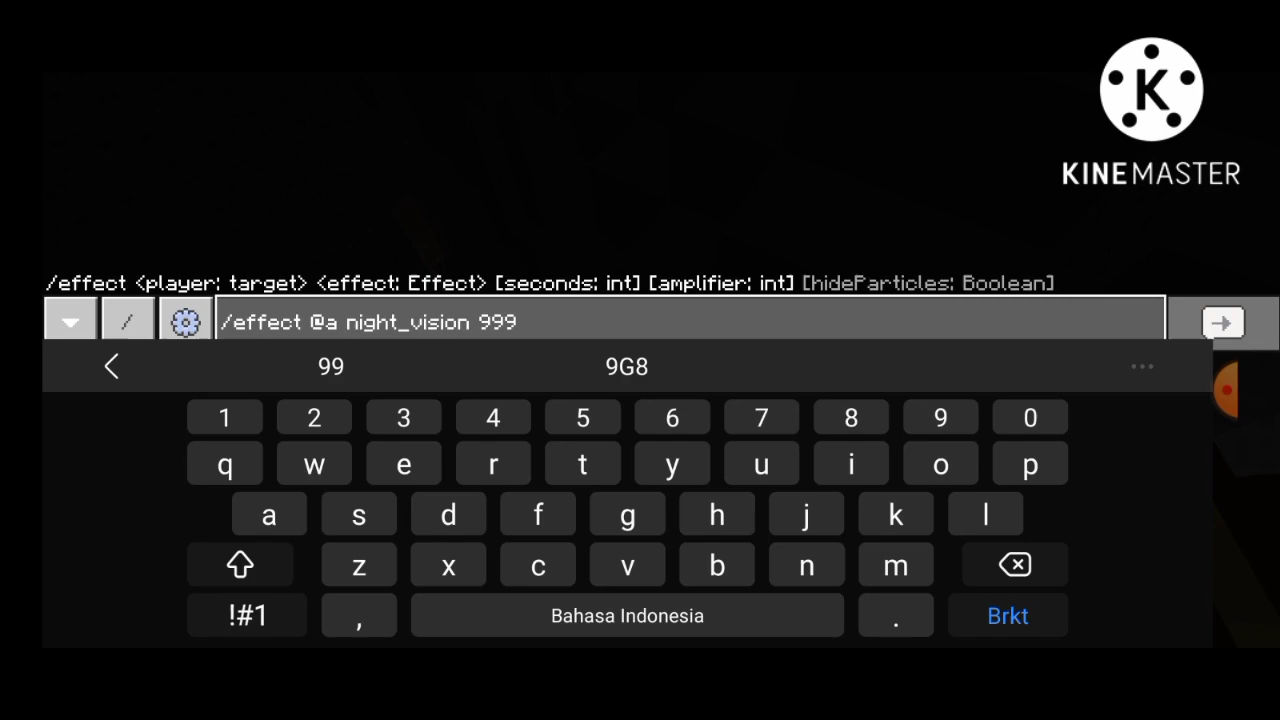 K
KINEMASTER
/effect <player: target> <effect: Effect> [seconds: int] [amplifier: int] [hideParticles: Boolean]
/ /effect @a night_vision 999
99 9G8 ...
1 2 3 4 5 6 7 8 9 0
q w e r t y u i o p
a s d f g h j k l
z x c v b n m
!#1 , Bahasa Indonesia . Brkt